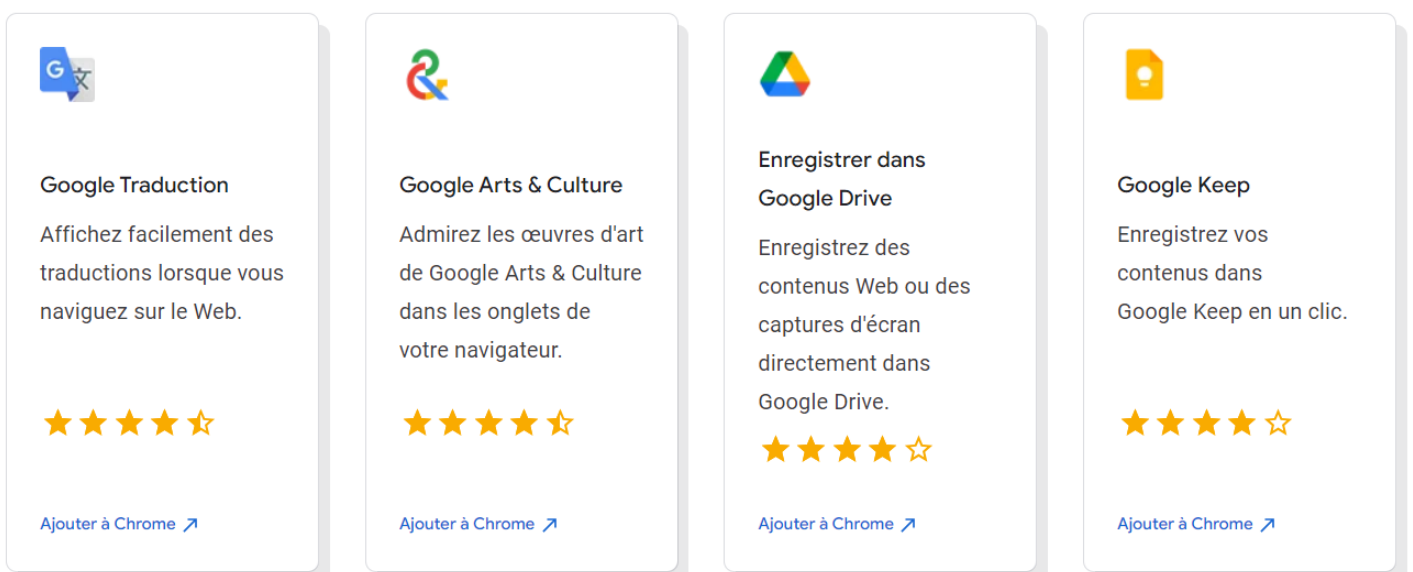 G
文
Google Traduction
Affichez facilement des
traductions lorsque vous
naviguez sur le Web.
Ajouter à Chrome
Google Arts & Culture
Admirez les œuvres d'art
de Google Arts & Culture
dans les onglets de
votre navigateur.
Ajouter à Chrome
Enregistrer dans
Google Drive
Enregistrez des
contenus Web ou des
captures d'écran
directement dans
Google Drive.
Ajouter à Chrome
Google Keep
Enregistrez vos
contenus dans
Google Keep en un clic.
Ajouter à Chrome